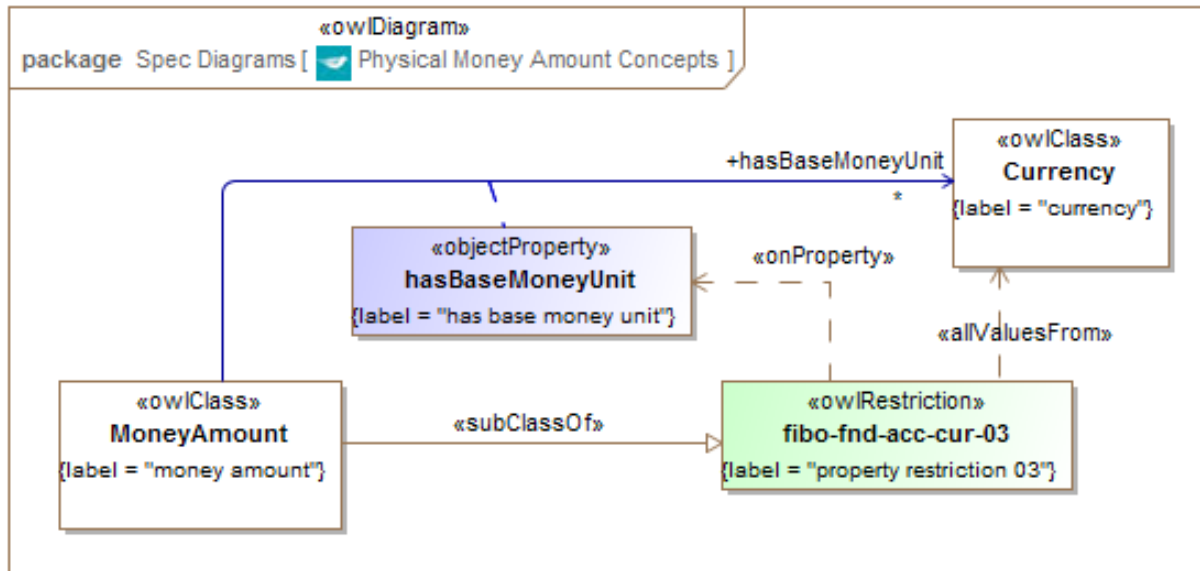 «owlDiagram»
package Spec Diagrams [ Physical Money Amount Concepts ]
+hasBaseMoneyUnit
*
«owlClass»
Currency
{label = "currency"}
«objectProperty»
hasBaseMoneyUnit
{label = "has base money unit"}
«onProperty»
«allValuesFrom»
«owlClass»
MoneyAmount
{label = "money amount"}
«subClassOf»
«owlRestriction»
fibo-fnd-acc-cur-03
{label = "property restriction 03"}